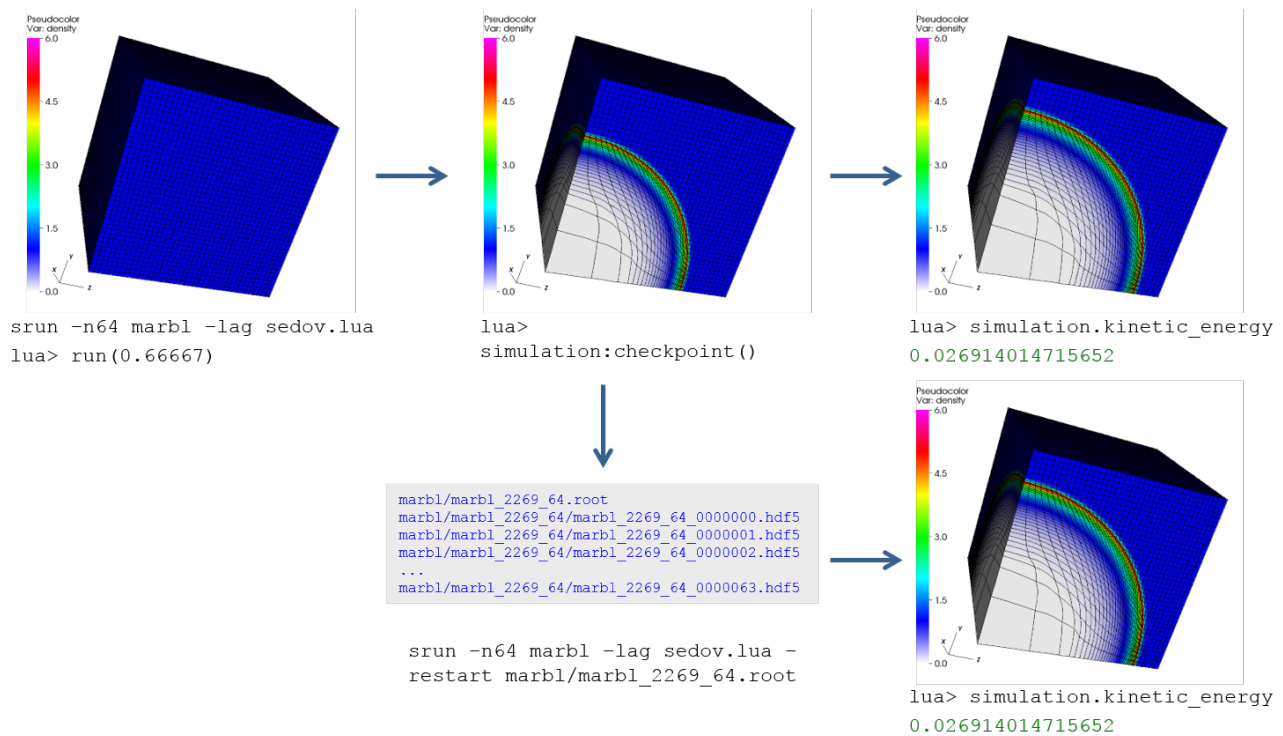 Pseudocolor
Var: density
6.0
4.5
3.0
1.5
0.0
X
Y
Z
srun -n64 marbl -lag sedov.lua
lua> run(0.66667)
Pseudocolor
Var: density
6.0
4.5
3.0
1.5
0.0
X
Y
Z
lua>
simulation:checkpoint()
Pseudocolor
Var: density
6.0
4.5
3.0
1.5
0.0
X
Y
Z
lua> simulation.kinetic_energy
0.026914014715652
marbl/marbl_2269_64.root
marbl/marbl_2269_64/marbl_2269_64_0000000.hdf5
marbl/marbl_2269_64/marbl_2269_64_0000001.hdf5
marbl/marbl_2269_64/marbl_2269_64_0000002.hdf5
...
marbl/marbl_2269_64/marbl_2269_64_0000063.hdf5
srun -n64 marbl -lag sedov.lua -
restart marbl/marbl_2269_64.root
Pseudocolor
Var: density
6.0
4.5
3.0
1.5
0.0
X
Y
Z
lua> simulation.kinetic_energy
0.026914014715652